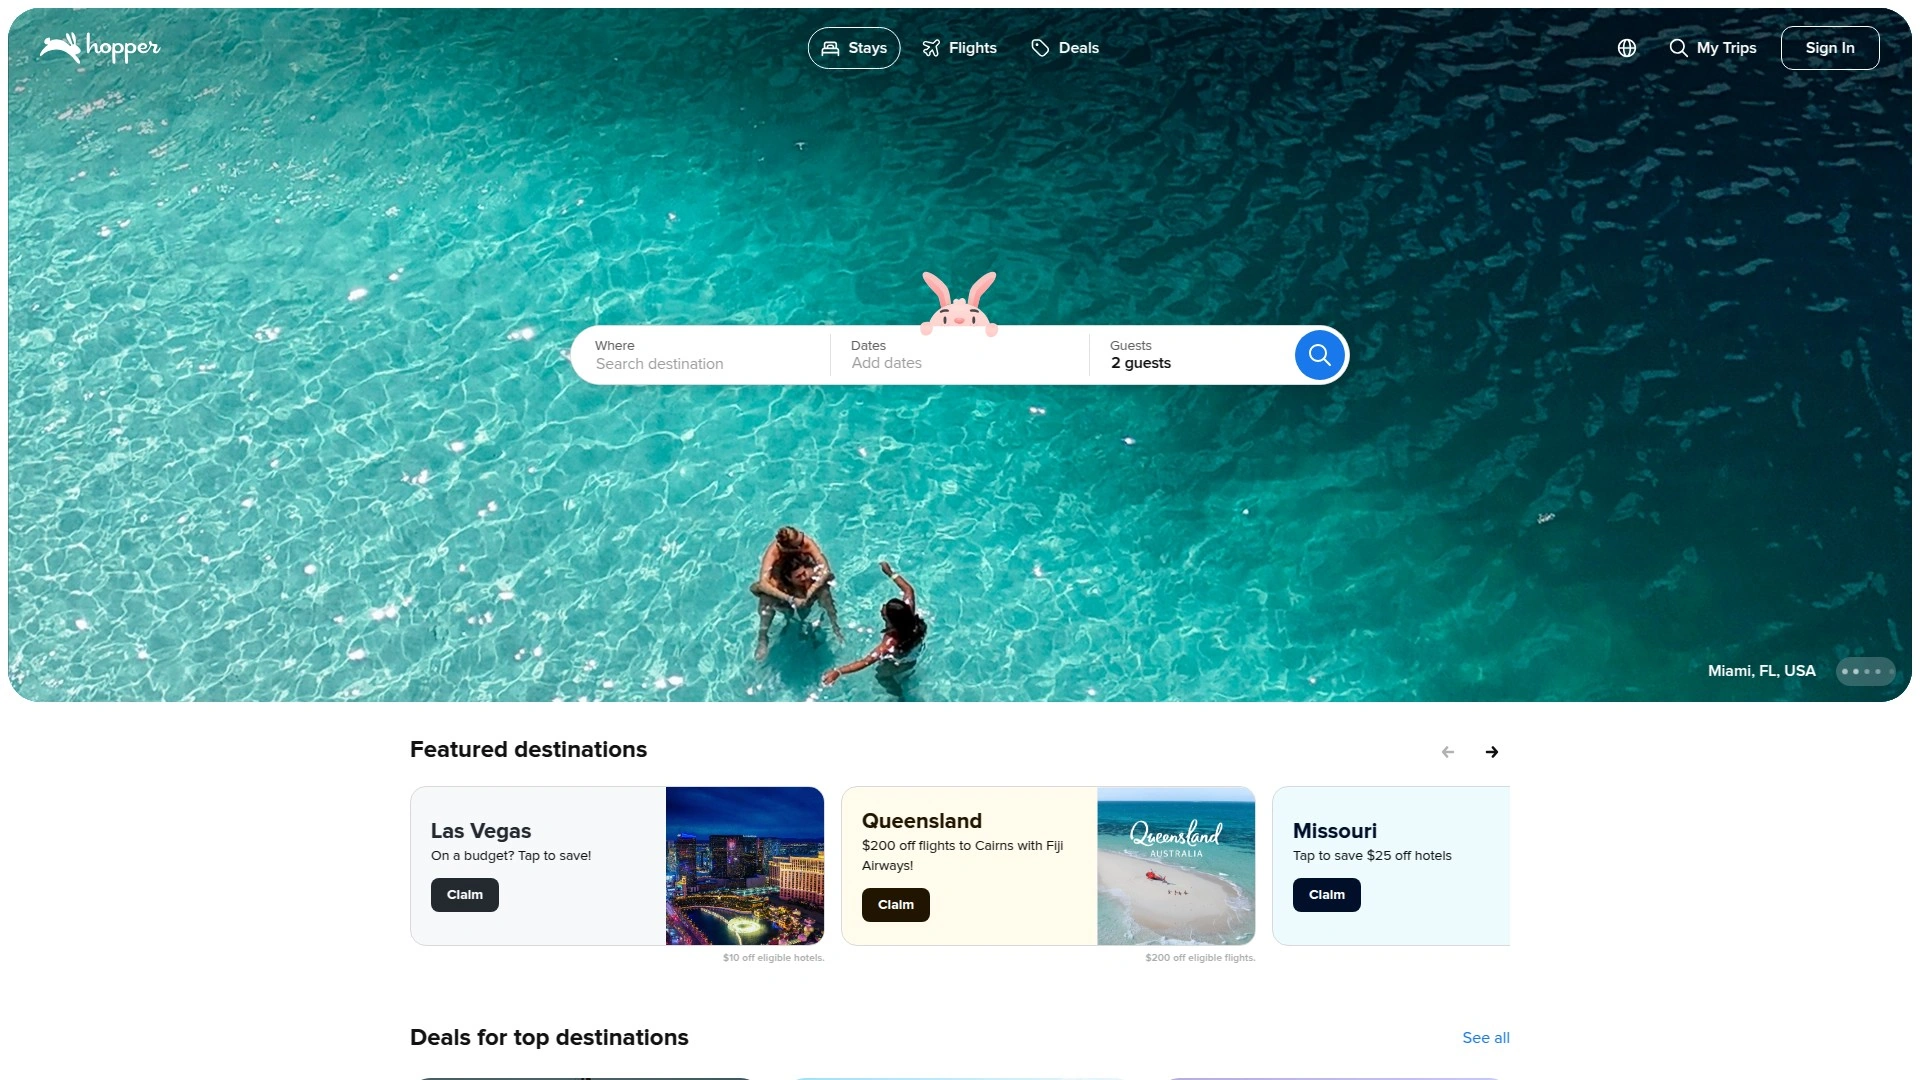 hopper
Stays
Flights
Deals
My Trips
Sign In
Where
Search destination
Dates
Add dates
Guests
2 guests
Miami, FL, USA
Featured destinations
Las Vegas
On a budget? Tap to save!
Claim
$10 off eligible hotels.
Queensland
$200 off flights to Cairns with Fiji
Airways!
Claim
Queensland
AUSTRALIA
$200 off eligible flights.
Missouri
Tap to save $25 off hotels
Claim
Deals for top destinations
See all